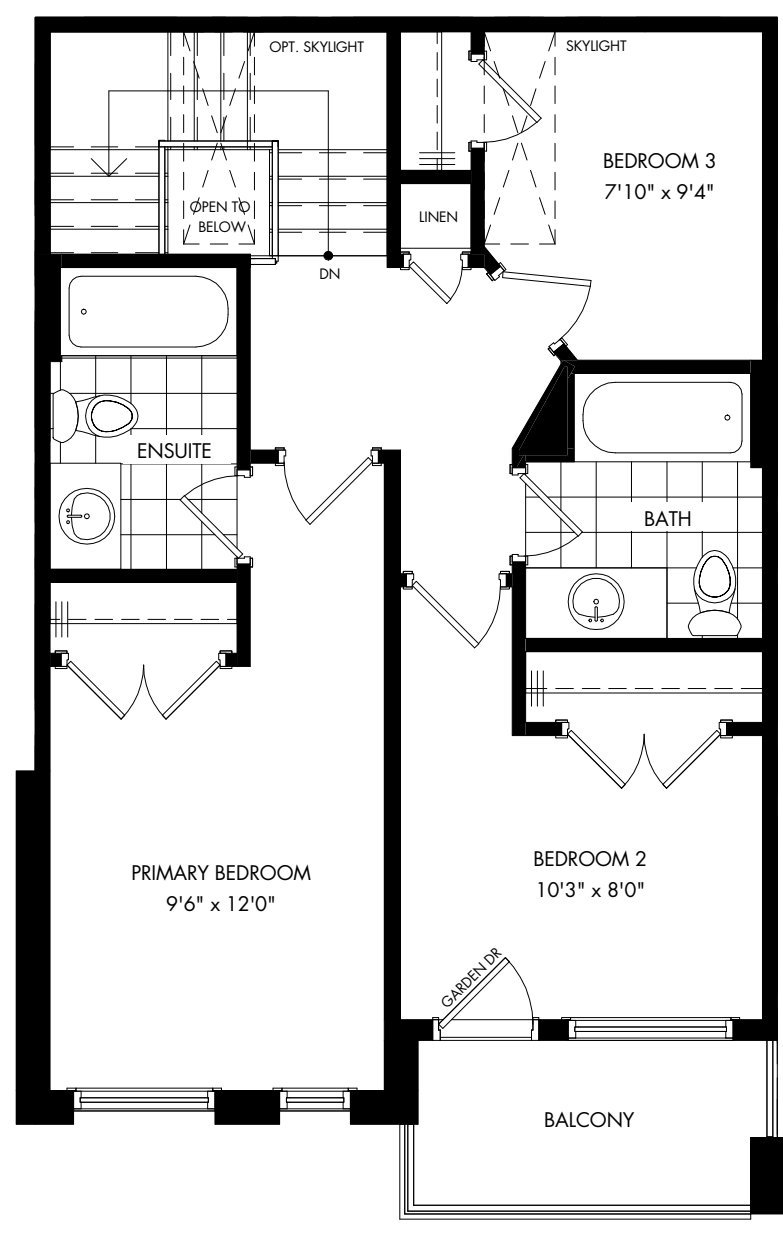 OPT. SKYLIGHT
SKYLIGHT
BEDROOM 3
7'10" x 9'4"
OPEN TO
BELOW
LINEN
DN
ENSUITE
BATH
PRIMARY BEDROOM
9'6" x 12'0"
BEDROOM 2
10'3" x 8'0"
GARDEN DR
BALCONY